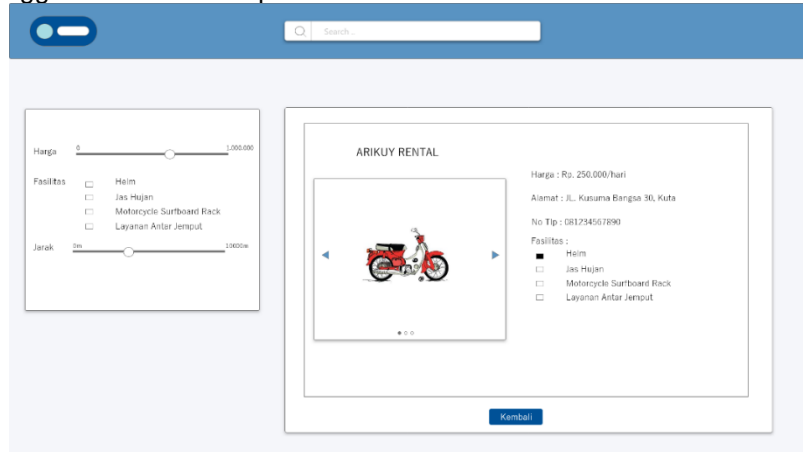 Search .
Harga 0 1.000.000
Fasilitas Helm
Jas Hujan
Motorcycle Surfboard Rack
Layanan Antar Jemput
Jarak 0m 10000m
ARIKUY RENTAL
Harga : Rp. 250.000/hari
Alamat : JL. Kusuma Bangsa 30, Kuta
No Tlp : 081234567890
Fasilitas :
Helm
Jas Hujan
Motorcycle Surfboard Rack
Layanan Antar Jemput
Kembali